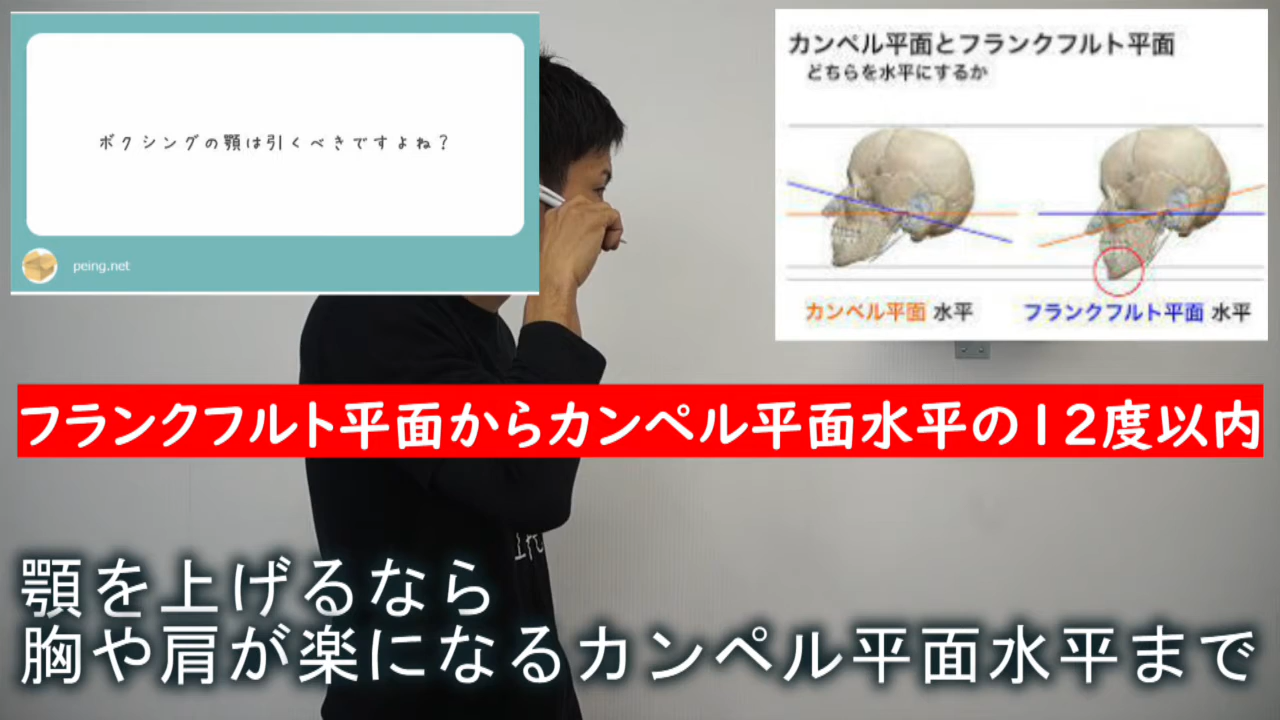 ボクシングの顎は引くべきですよね?
peing.net
カンペル平面とフランクフルト平面
どちらを水平にするか
カンペル平面 水平
フランクフルト平面 水平
フランクフルト平面からカンペル平面水平の12度以内
顎を上げるなら
胸や肩が楽になるカンペル平面水平まで